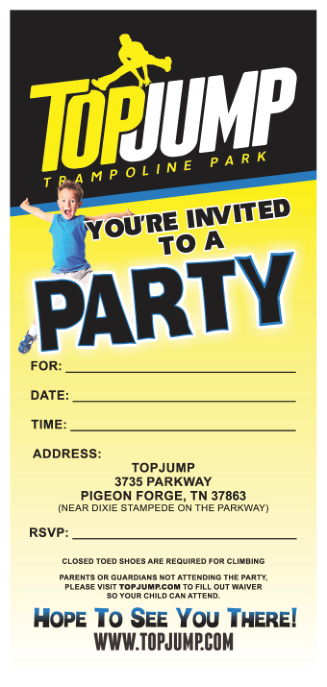 TOPJUMP
TRAMPOLINE PARK
YOU'RE INVITED
TO A
PARTY
FOR:
DATE:
TIME:
ADDRESS:
TOPJUMP
3735 PARKWAY
PIGEON FORGE, TN 37863
(NEAR DIXIE STAMPEDE ON THE PARKWAY)
RSVP:
CLOSED TOED SHOES ARE REQUIRED FOR CLIMBING
PARENTS OR GUARDIANS NOT ATTENDING THE PARTY,
PLEASE VISIT TOPJUMP.COM TO FILL OUT WAIVER
SO YOUR CHILD CAN ATTEND.
HOPE TO SEE YOU THERE!
WWW.TOPJUMP.COM